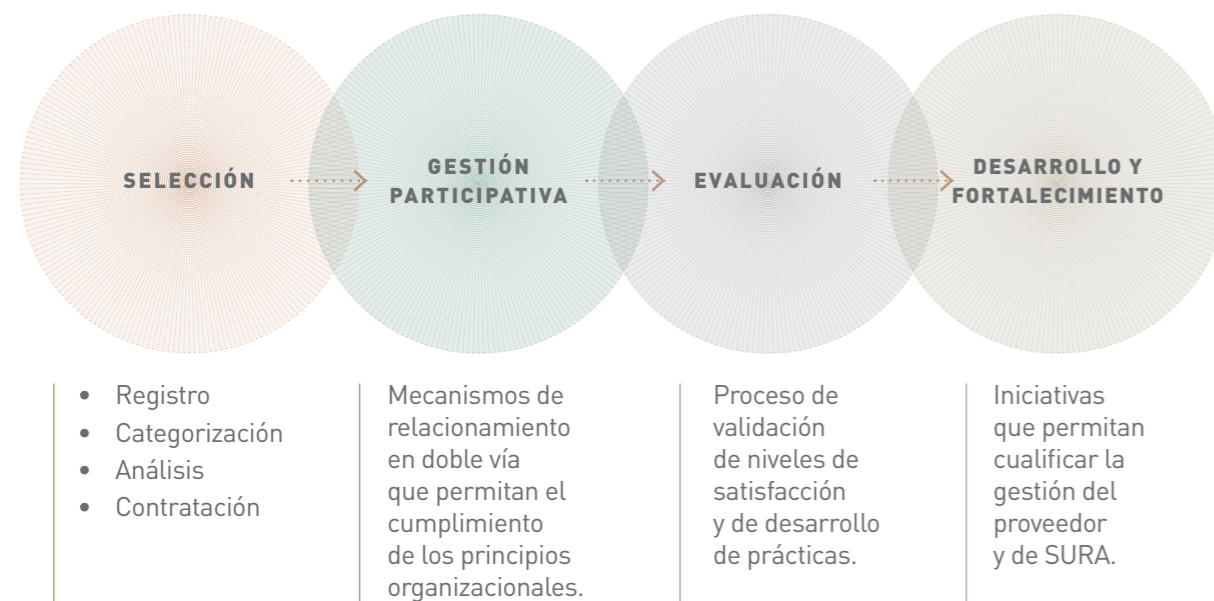 SELECCIÓN
GESTIÓN
PARTICIPATIVA
EVALUACIÓN
DESARROLLO Y
FORTALECIMIENTO
• Registro
• Categorización
• Análisis
• Contratación
Mecanismos de
relacionamiento
en doble vía
que permitan el
cumplimiento
de los principios
organizacionales.
Proceso de
validación
de niveles de
satisfacción
y de desarrollo
de prácticas.
Iniciativas
que permitan
cualificar la
gestión del
proveedor
y de SURA.